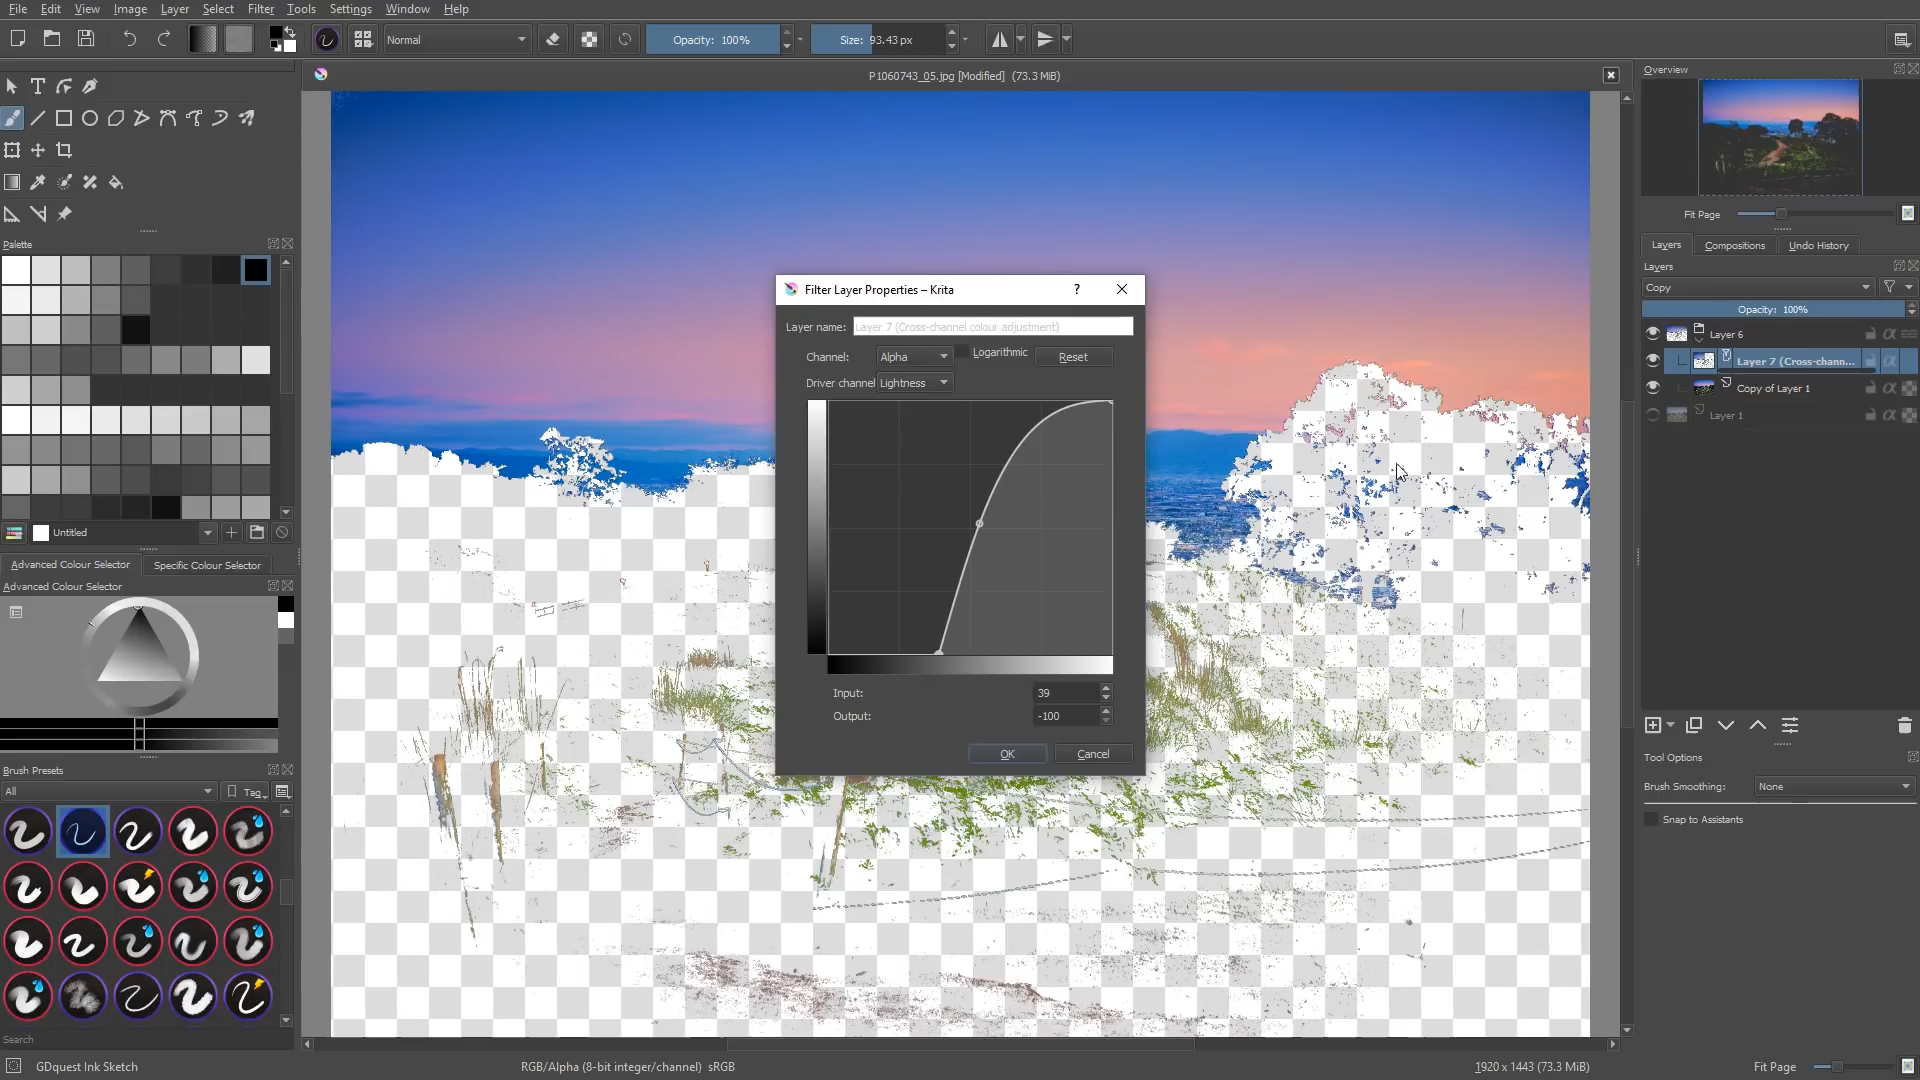 File Edit View Image Layer Select Filter Tools Settings Window Help
Normal
Opacity: 100%
Size: 93.43 px
P1060743_05.jpg [Modified] (73.3 MiB)
Overview
Fit Page
Palette
Untitled
Advanced Colour Selector
Specific Colour Selector
Advanced Colour Selector
Brush Presets
All
Tag
Search
Filter Layer Properties – Krita
?
Layer name: Layer 7 (Cross-channel colour adjustment)
Channel: Alpha
Logarithmic
Reset
Driver channel Lightness
Input: 39
Output: -100
OK
Cancel
Layers Compositions Undo History
Layers
Copy
Opacity: 100%
Layer 6
Layer 7 (Cross-chann...
Copy of Layer 1
Layer 1
Tool Options
Brush Smoothing: None
Snap to Assistants
GDquest Ink Sketch
RGB/Alpha (8-bit integer/channel) sRGB
1920 x 1443 (73.3 MiB)
Fit Page